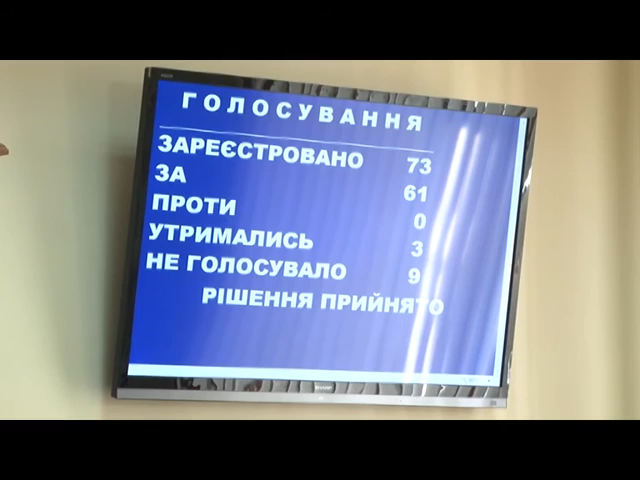 ГОЛОСУВАННЯ
ЗАРЕЄСТРОВАНО 73
ЗА 61
ПРОТИ 0
УТРИМАЛИСЬ 3
НЕ ГОЛОСУВАЛО 9
РІШЕННЯ ПРИЙНЯТО